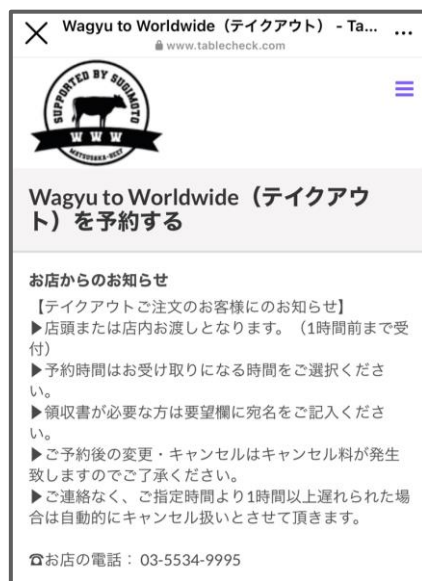 Wagyu to Worldwide（テイクアウト） - Ta...
www.tablecheck.com
SUPPORTED BY SUGIMOTO
WWW
MATSUSAKA-BEEF
Wagyu to Worldwide（テイクアウ
ト）を予約する
お店からのお知らせ
【テイクアウトご注文のお客様にのお知らせ】
▶店頭または店内お渡しとなります。（1時間前まで受
付）
▶予約時間はお受け取りになる時間をご選択くださ
い。
▶領収書が必要な方は要望欄に宛名をご記入くださ
い。
▶ご予約後の変更・キャンセルはキャンセル料が発生
致しますのでご了承ください。
▶ご連絡なく、ご指定時間より1時間以上遅れられた場
合は自動的にキャンセル扱いとさせて頂きます。
☎お店の電話： 03-5534-9995